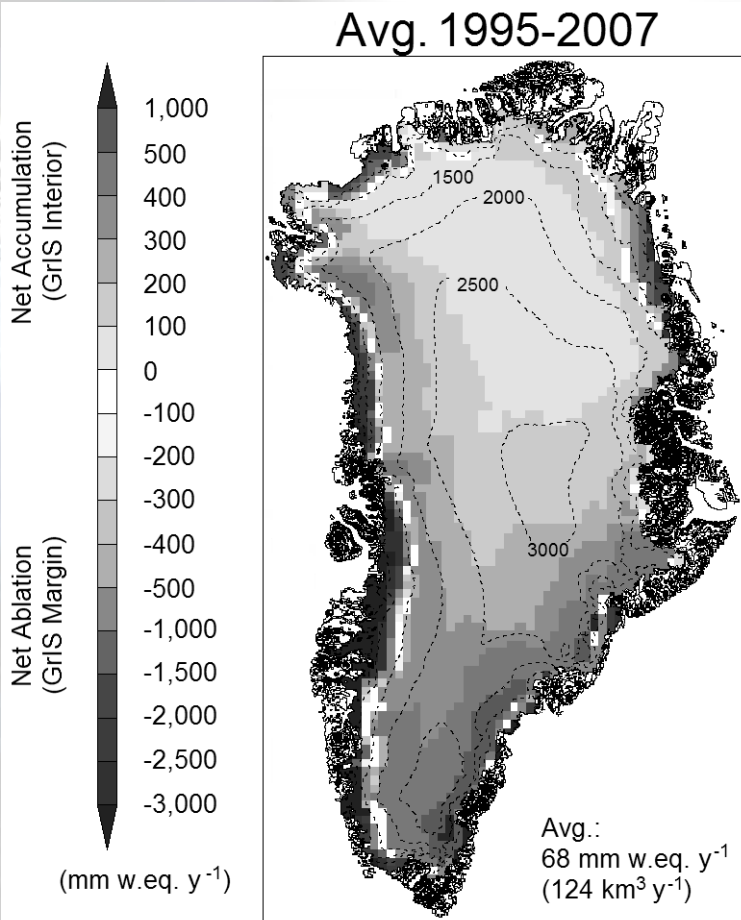 Avg. 1995-2007
Net Accumulation
(GrIS Interior)
Net Ablation
(GrIS Margin)
1,000
500
400
300
200
100
0
-100
-200
-300
-400
-500
-1,000
-1,500
-2,000
-2,500
-3,000
(mm w.eq. y⁻¹)
1500
2000
2500
3000
Avg.:
68 mm w.eq. y⁻¹
(124 km³ y⁻¹)